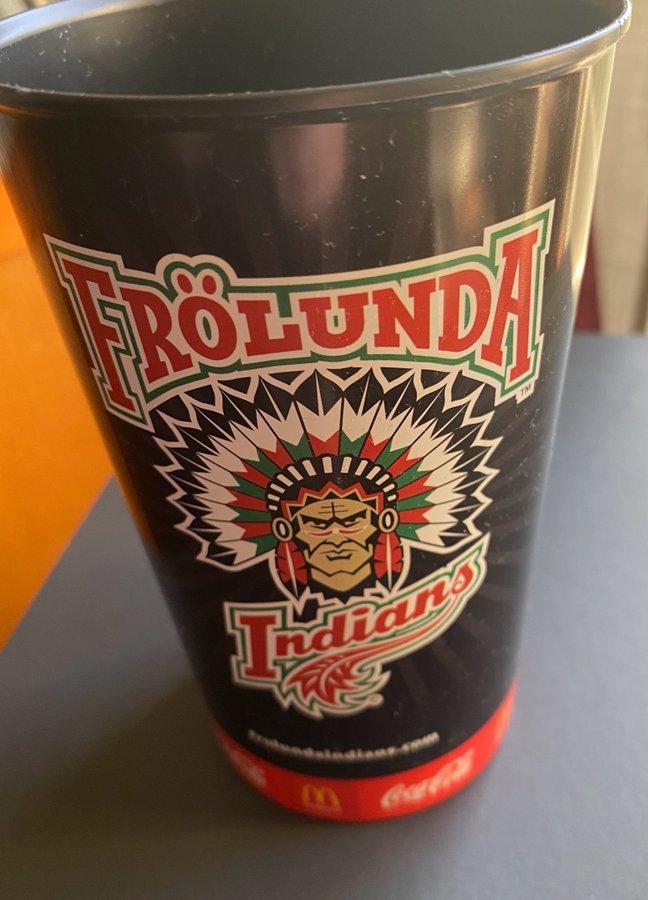 FRÖLUNDA
TM
Indians
frolundaindians.com
Coca-Cola